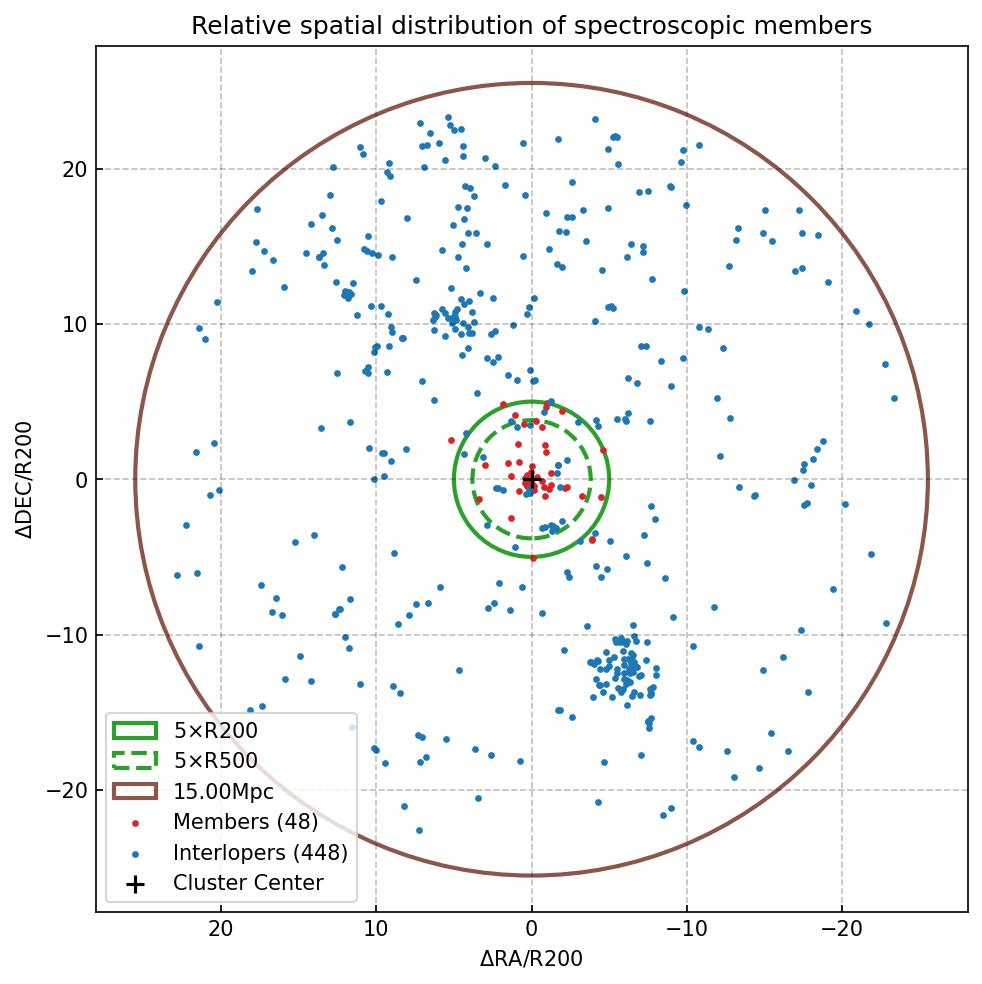 Relative spatial distribution of spectroscopic members
20
10
0
−10
−20
ΔDEC/R200
5×R200
5×R500
15.00Mpc
Members (48)
Interlopers (448)
Cluster Center
20
10
0
−10
−20
ΔRA/R200